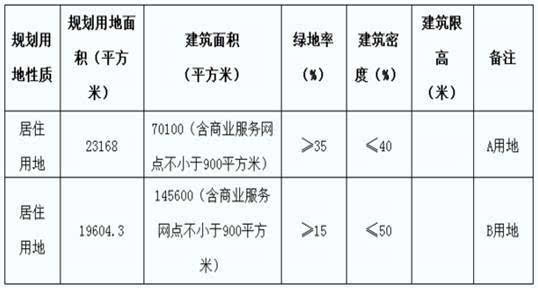 规划用地性质 规划用地面积（平方米） 建筑面积（平方米） 绿地率（%） 建筑密度（%） 建筑限高（米） 备注
居住用地 23168 70100（含商业服务网点不小于900平方米） ≥35 ≤40 A用地
居住用地 19604.3 145600（含商业服务网点不小于900平方米） ≥15 ≤50 B用地